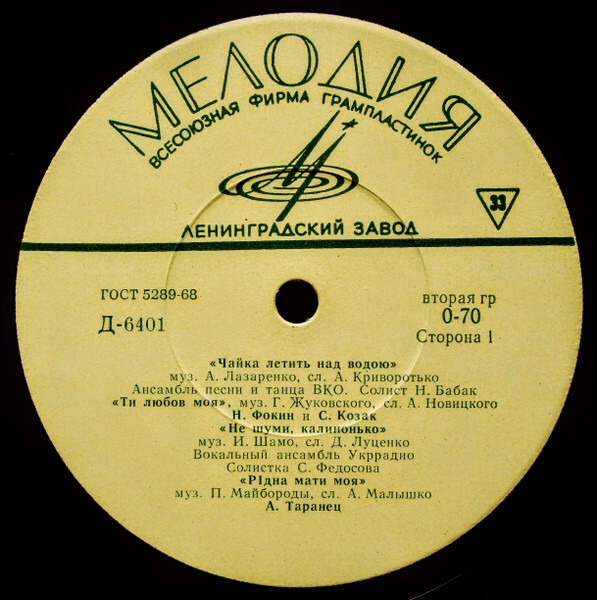 МЕЛОДИЯ
ВСЕСОЮЗНАЯ ФИРМА ГРАМПЛАСТИНОК
33
ЛЕНИНГРАДСКИЙ ЗАВОД
ГОСТ 5289-68
вторая гр
Д-6401
0-70
Сторона 1
«Чайка летить над водою»
муз. А. Лазаренко, сл. А. Криворотько
Ансамбль песни и танца ВКО. Солист Н. Бабак
«Ти любов моя», муз. Г. Жуковского, сл. А. Новицкого
Н. Фокин и С. Козак
«Не шуми, калинонько»
муз. И. Шамо, сл. Д. Луценко
Вокальный ансамбль Укррадио
Солистка С. Федосова
«РІдна мати моя»
муз. П. Майбороды, сл. А. Малышко
А. Таранец